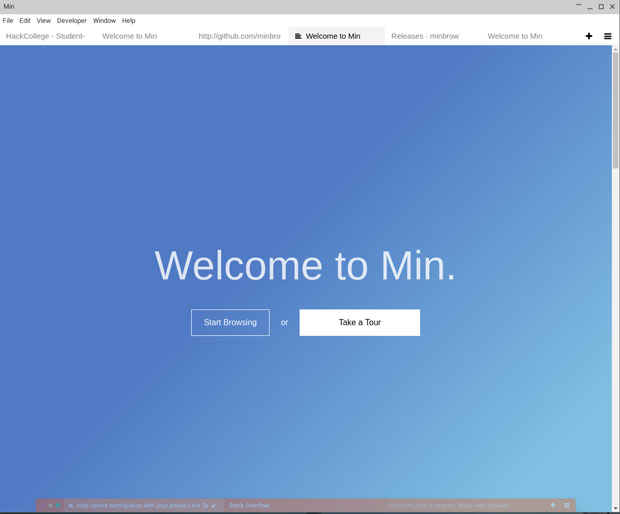 Min
File Edit View Developer Window Help
HackCollege - Student- Welcome to Min http://github.com/minbro Welcome to Min Releases · minbrow Welcome to Min
Welcome to Min.
Start Browsing or Take a Tour
Help detect earthquakes with your phone | Ars Te Stack Overflow